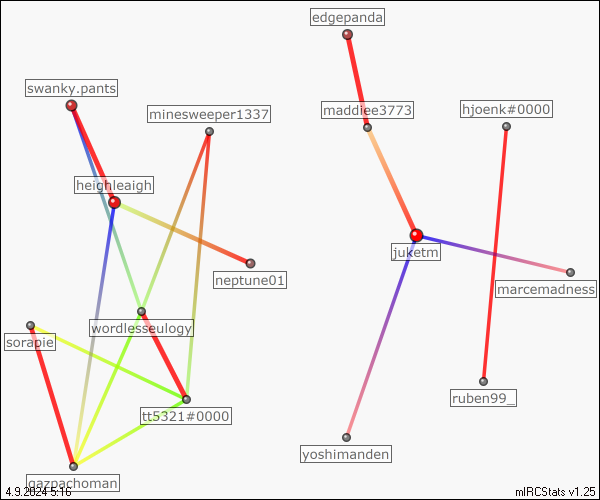 edgepanda
swanky.pants
minesweeper1337
maddiee3773
hjoenk#0000
heighleaigh
juketm
neptune01
marcemadness
wordlesseulogy
sorabie
ruben99_
tt5321#0000
yoshimanden
gazpachoman
4.9.2024 5:16
mIRCStats v1.25